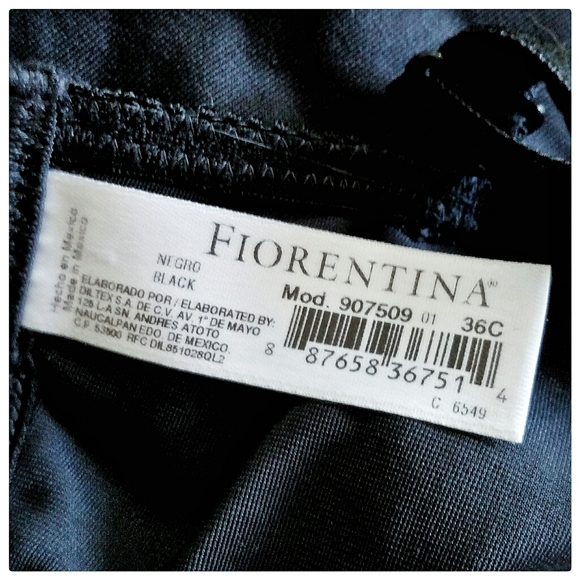 Hecho en Mexico
Made in Mexico
NEGRO
BLACK
ELABORADO POR / ELABORATED BY:
DILTEX S.A. DE C.V. AV. 1° DE MAYO
125 L-A SN. ANDRES ATOTO
NAUCALPAN EDO. DE MEXICO.
C.P. 53500 RFC DIL851028QL2
FIORENTINA®
Mod. 907509 01 36C
8 87658 36751 4
C 6549